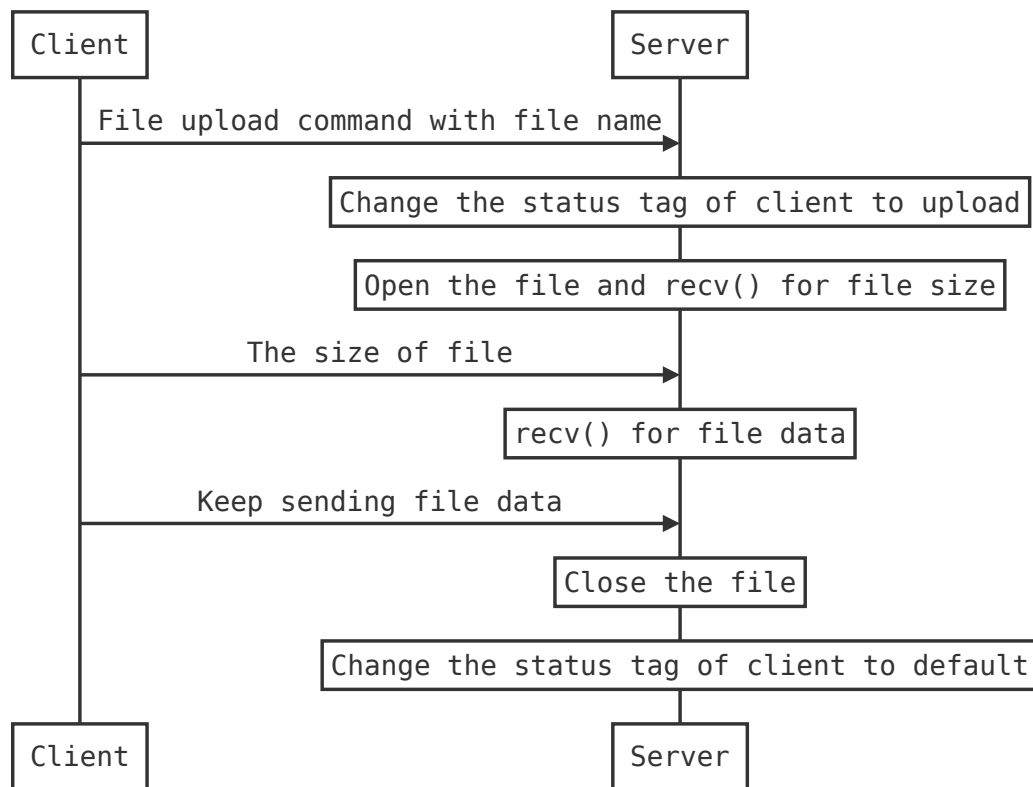 Client
Server
File upload command with file name
Change the status tag of client to upload
Open the file and recv() for file size
The size of file
recv() for file data
Keep sending file data
Close the file
Change the status tag of client to default
Client
Server